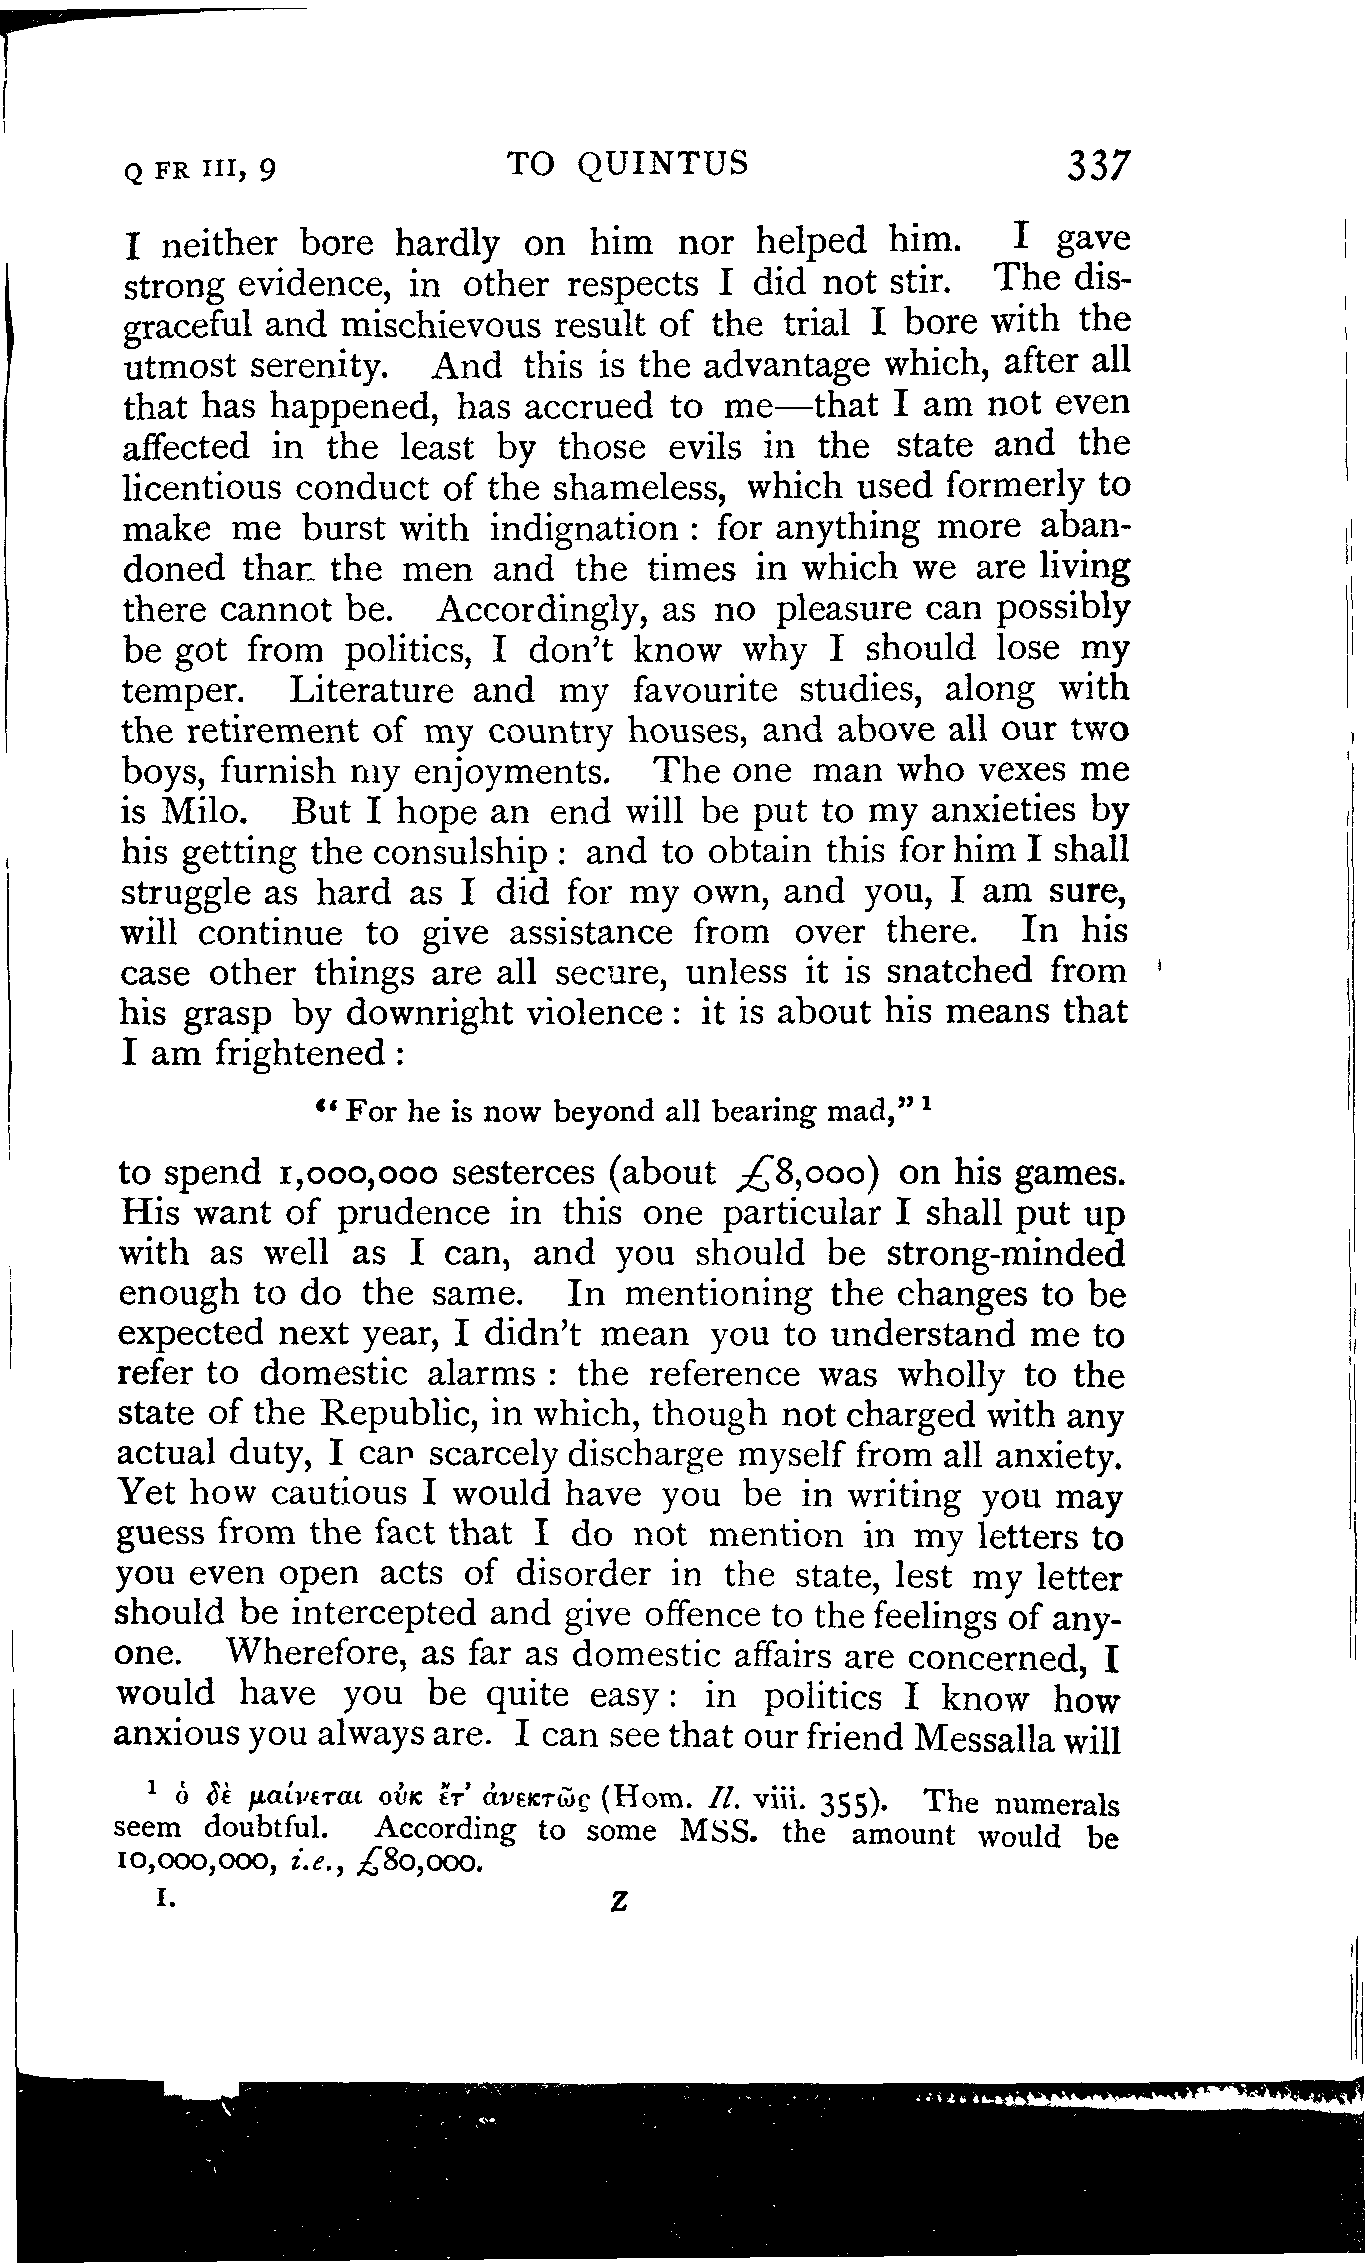 Q FR III, 9 TO QUINTUS 337
I neither bore hardly on him nor helped him. I gave
strong evidence, in other respects I did not stir. The dis-
graceful and mischievous result of the trial I bore with the
utmost serenity. And this is the advantage which, after all
that has happened, has accrued to me—that I am not even
affected in the least by those evils in the state and the
licentious conduct of the shameless, which used formerly to
make me burst with indignation : for anything more aban-
doned than the men and the times in which we are living
there cannot be. Accordingly, as no pleasure can possibly
be got from politics, I don't know why I should lose my
temper. Literature and my favourite studies, along with
the retirement of my country houses, and above all our two
boys, furnish my enjoyments. The one man who vexes me
is Milo. But I hope an end will be put to my anxieties by
his getting the consulship : and to obtain this for him I shall
struggle as hard as I did for my own, and you, I am sure,
will continue to give assistance from over there. In his
case other things are all secure, unless it is snatched from
his grasp by downright violence : it is about his means that
I am frightened :
“ For he is now beyond all bearing mad,” ¹
to spend 1,000,000 sesterces (about £8,000) on his games.
His want of prudence in this one particular I shall put up
with as well as I can, and you should be strong-minded
enough to do the same. In mentioning the changes to be
expected next year, I didn't mean you to understand me to
refer to domestic alarms : the reference was wholly to the
state of the Republic, in which, though not charged with any
actual duty, I can scarcely discharge myself from all anxiety.
Yet how cautious I would have you be in writing you may
guess from the fact that I do not mention in my letters to
you even open acts of disorder in the state, lest my letter
should be intercepted and give offence to the feelings of any-
one. Wherefore, as far as domestic affairs are concerned, I
would have you be quite easy : in politics I know how
anxious you always are. I can see that our friend Messalla will
¹ ὁ δὲ μαίνεται οὐκ ἔτ’ ἀνεκτῶς (Hom. Il. viii. 355). The numerals
seem doubtful. According to some MSS. the amount would be
10,000,000, i.e., £80,000.
I. Z